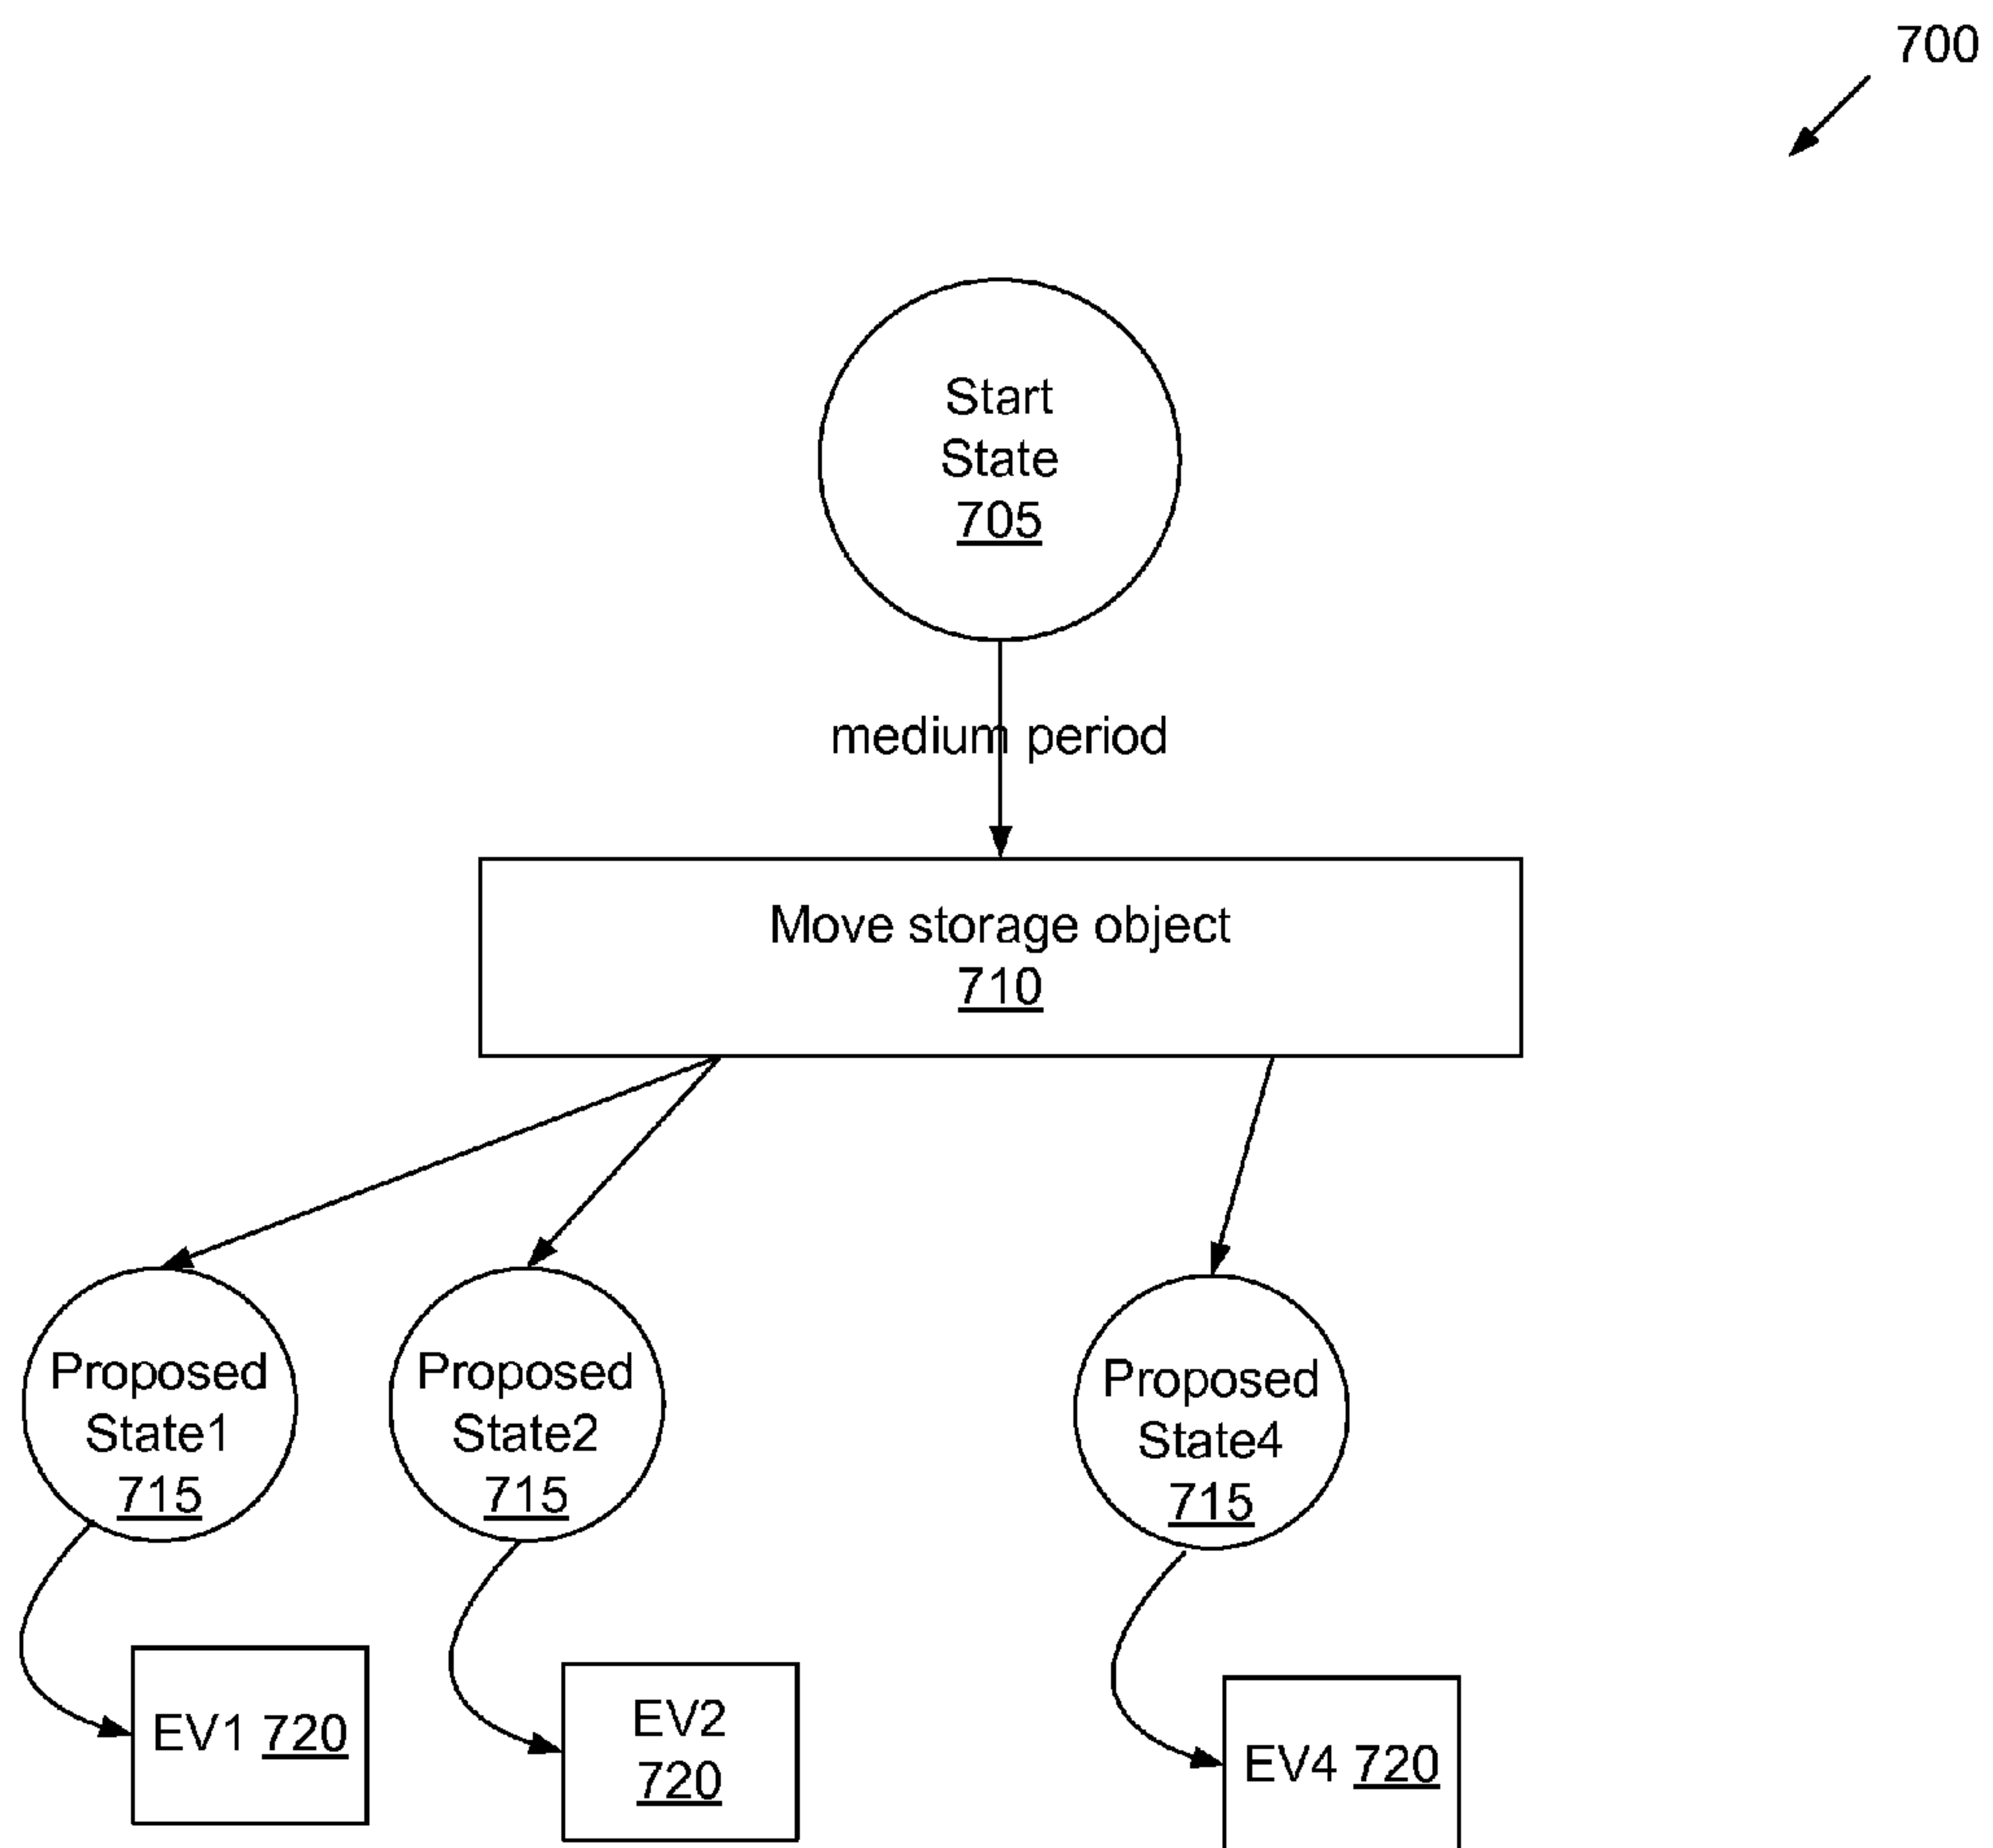 700
Start
State
705
medium period
Move storage object
710
Proposed
State1
715
Proposed
State2
715
Proposed
State4
715
EV1 720
EV2
720
EV4 720